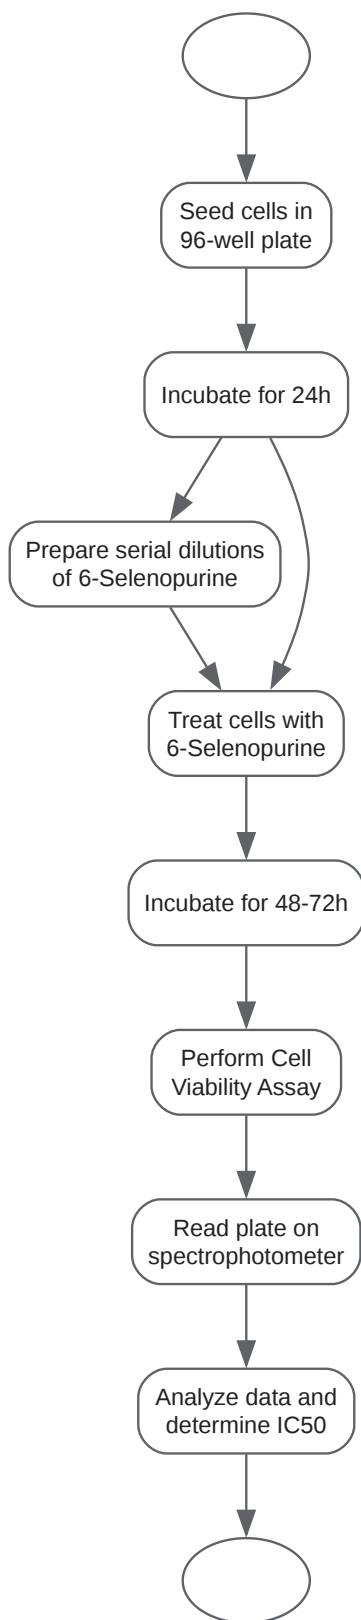 Seed cells in
96-well plate
Incubate for 24h
Prepare serial dilutions
of 6-Selenopurine
Treat cells with
6-Selenopurine
Incubate for 48-72h
Perform Cell
Viability Assay
Read plate on
spectrophotometer
Analyze data and
determine IC50